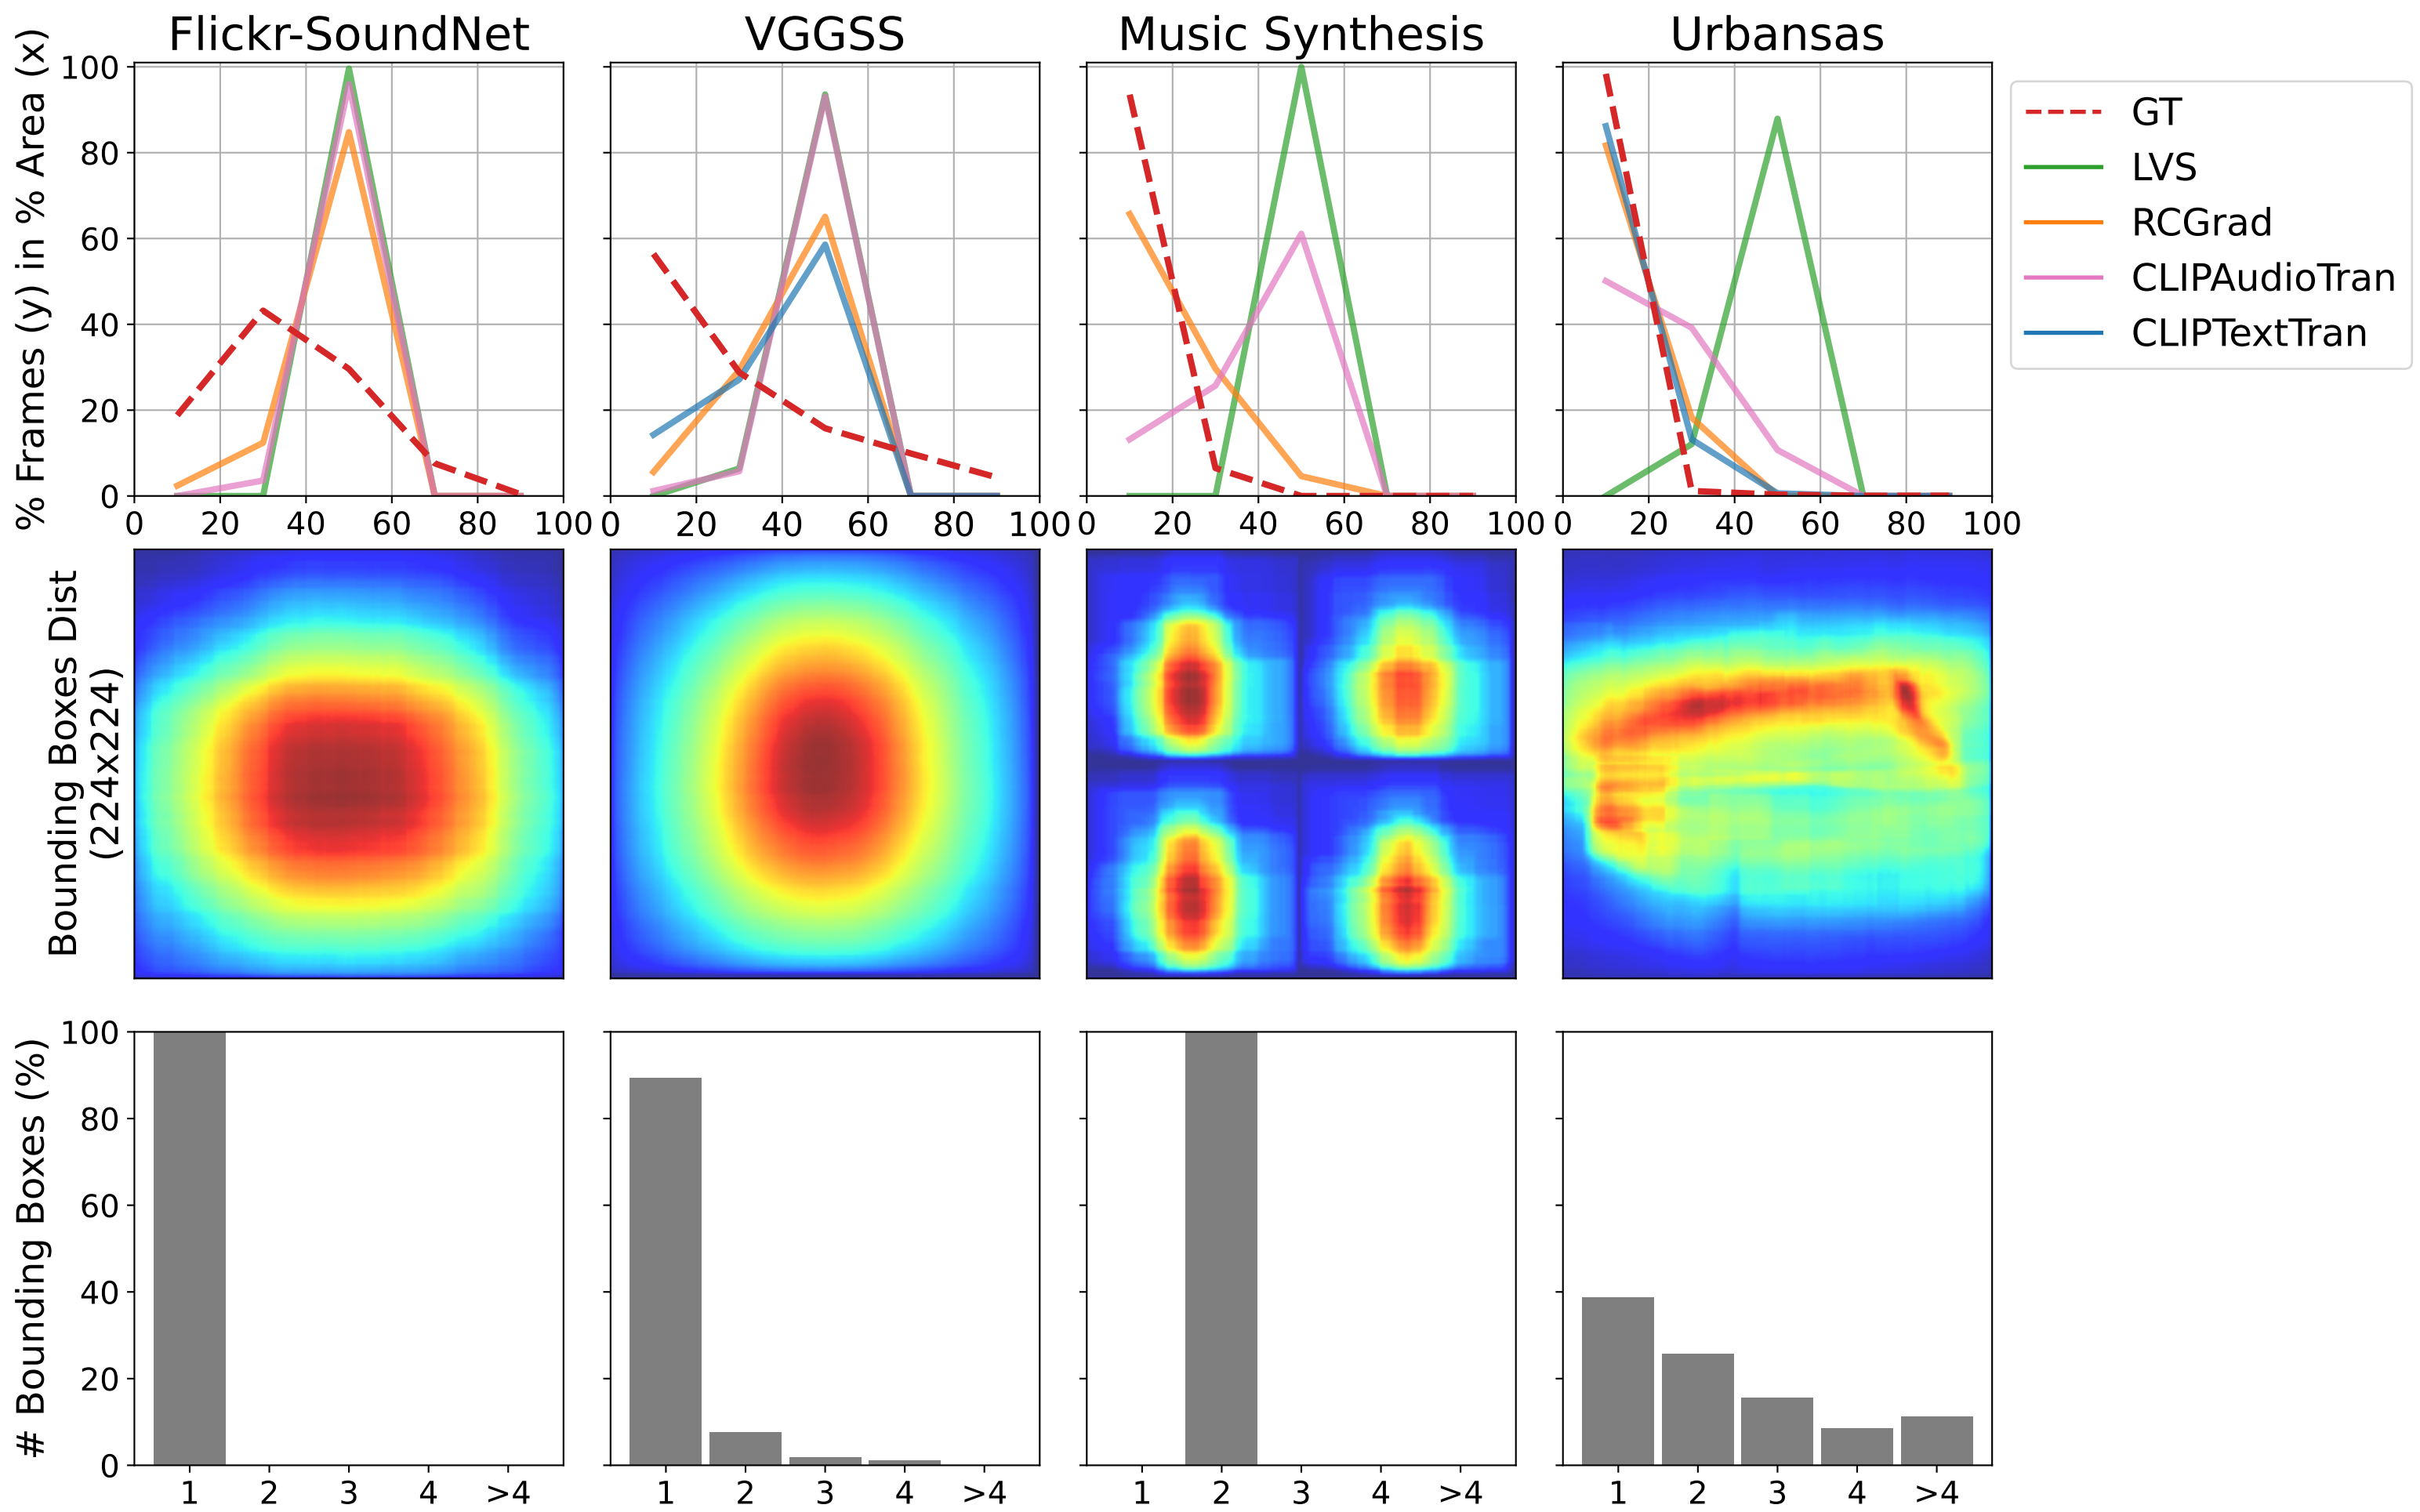 Flickr-SoundNet VGGSS Music Synthesis Urbansas
% Frames (y) in % Area (x)
100
80
60
40
20
0
0 20 40 60 80 100 0 20 40 60 80 100 0 20 40 60 80 100 0 20 40 60 80 100
GT
LVS
RCGrad
CLIPAudioTran
CLIPTextTran
Bounding Boxes Dist
(224x224)
# Bounding Boxes (%)
100
80
60
40
20
0
1 2 3 4 >4 1 2 3 4 >4 1 2 3 4 >4 1 2 3 4 >4